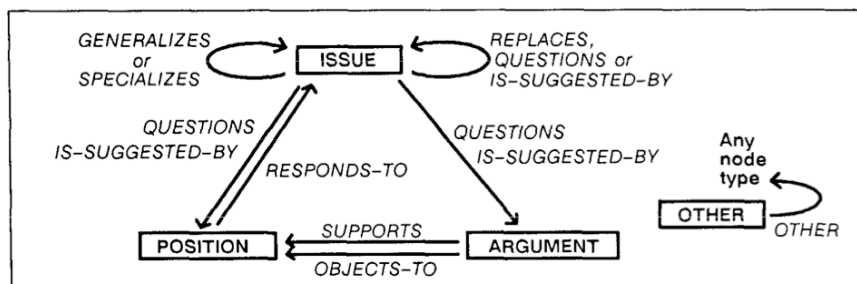 GENERALIZES
or
SPECIALIZES
ISSUE
REPLACES,
QUESTIONS or
IS-SUGGESTED-BY
QUESTIONS
IS-SUGGESTED-BY
RESPONDS-TO
QUESTIONS
IS-SUGGESTED-BY
Any
node
type
OTHER
OTHER
POSITION
SUPPORTS
OBJECTS-TO
ARGUMENT